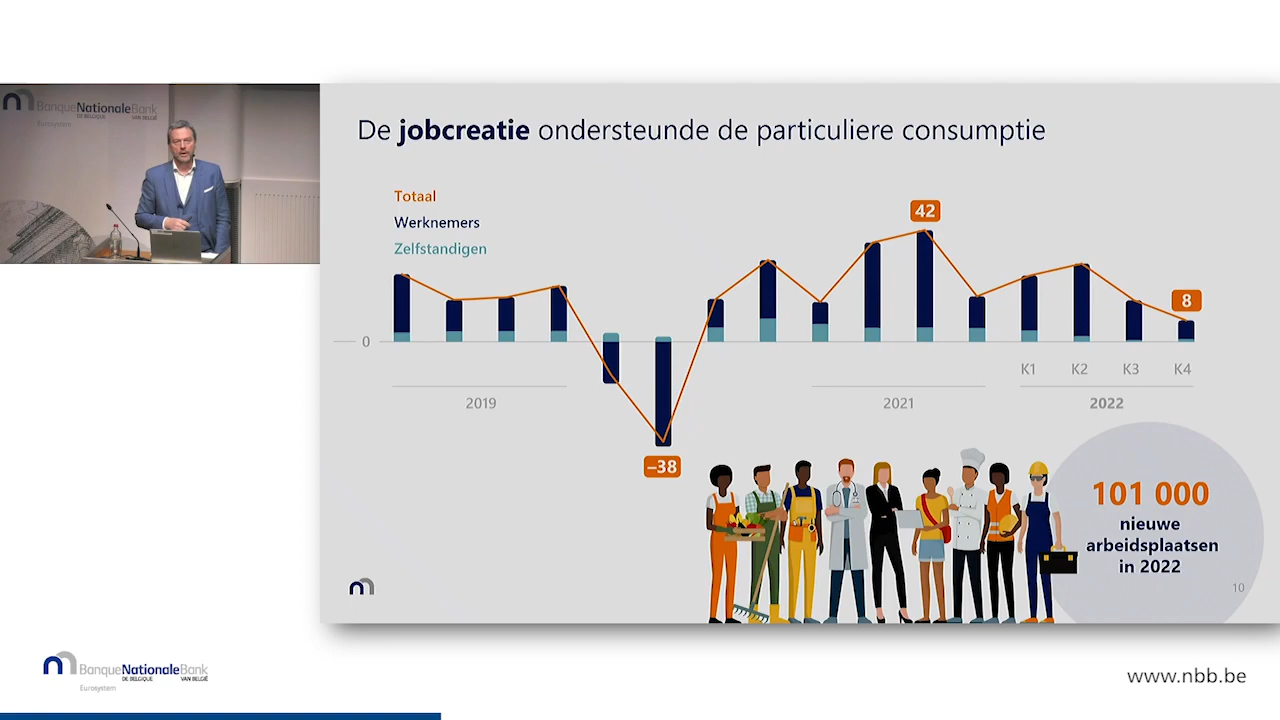 BanqueNationaleBank
DE BELGIQUE VAN BELGIË
Eurosystem
De jobcreatie ondersteunde de particuliere consumptie
Totaal
Werknemers
Zelfstandigen
42
8
0
K1 K2 K3 K4
2019 2021 2022
–38
101 000
nieuwe
arbeidsplaatsen
in 2022
10
BanqueNationaleBank
DE BELGIQUE VAN BELGIË
Eurosystem
www.nbb.be